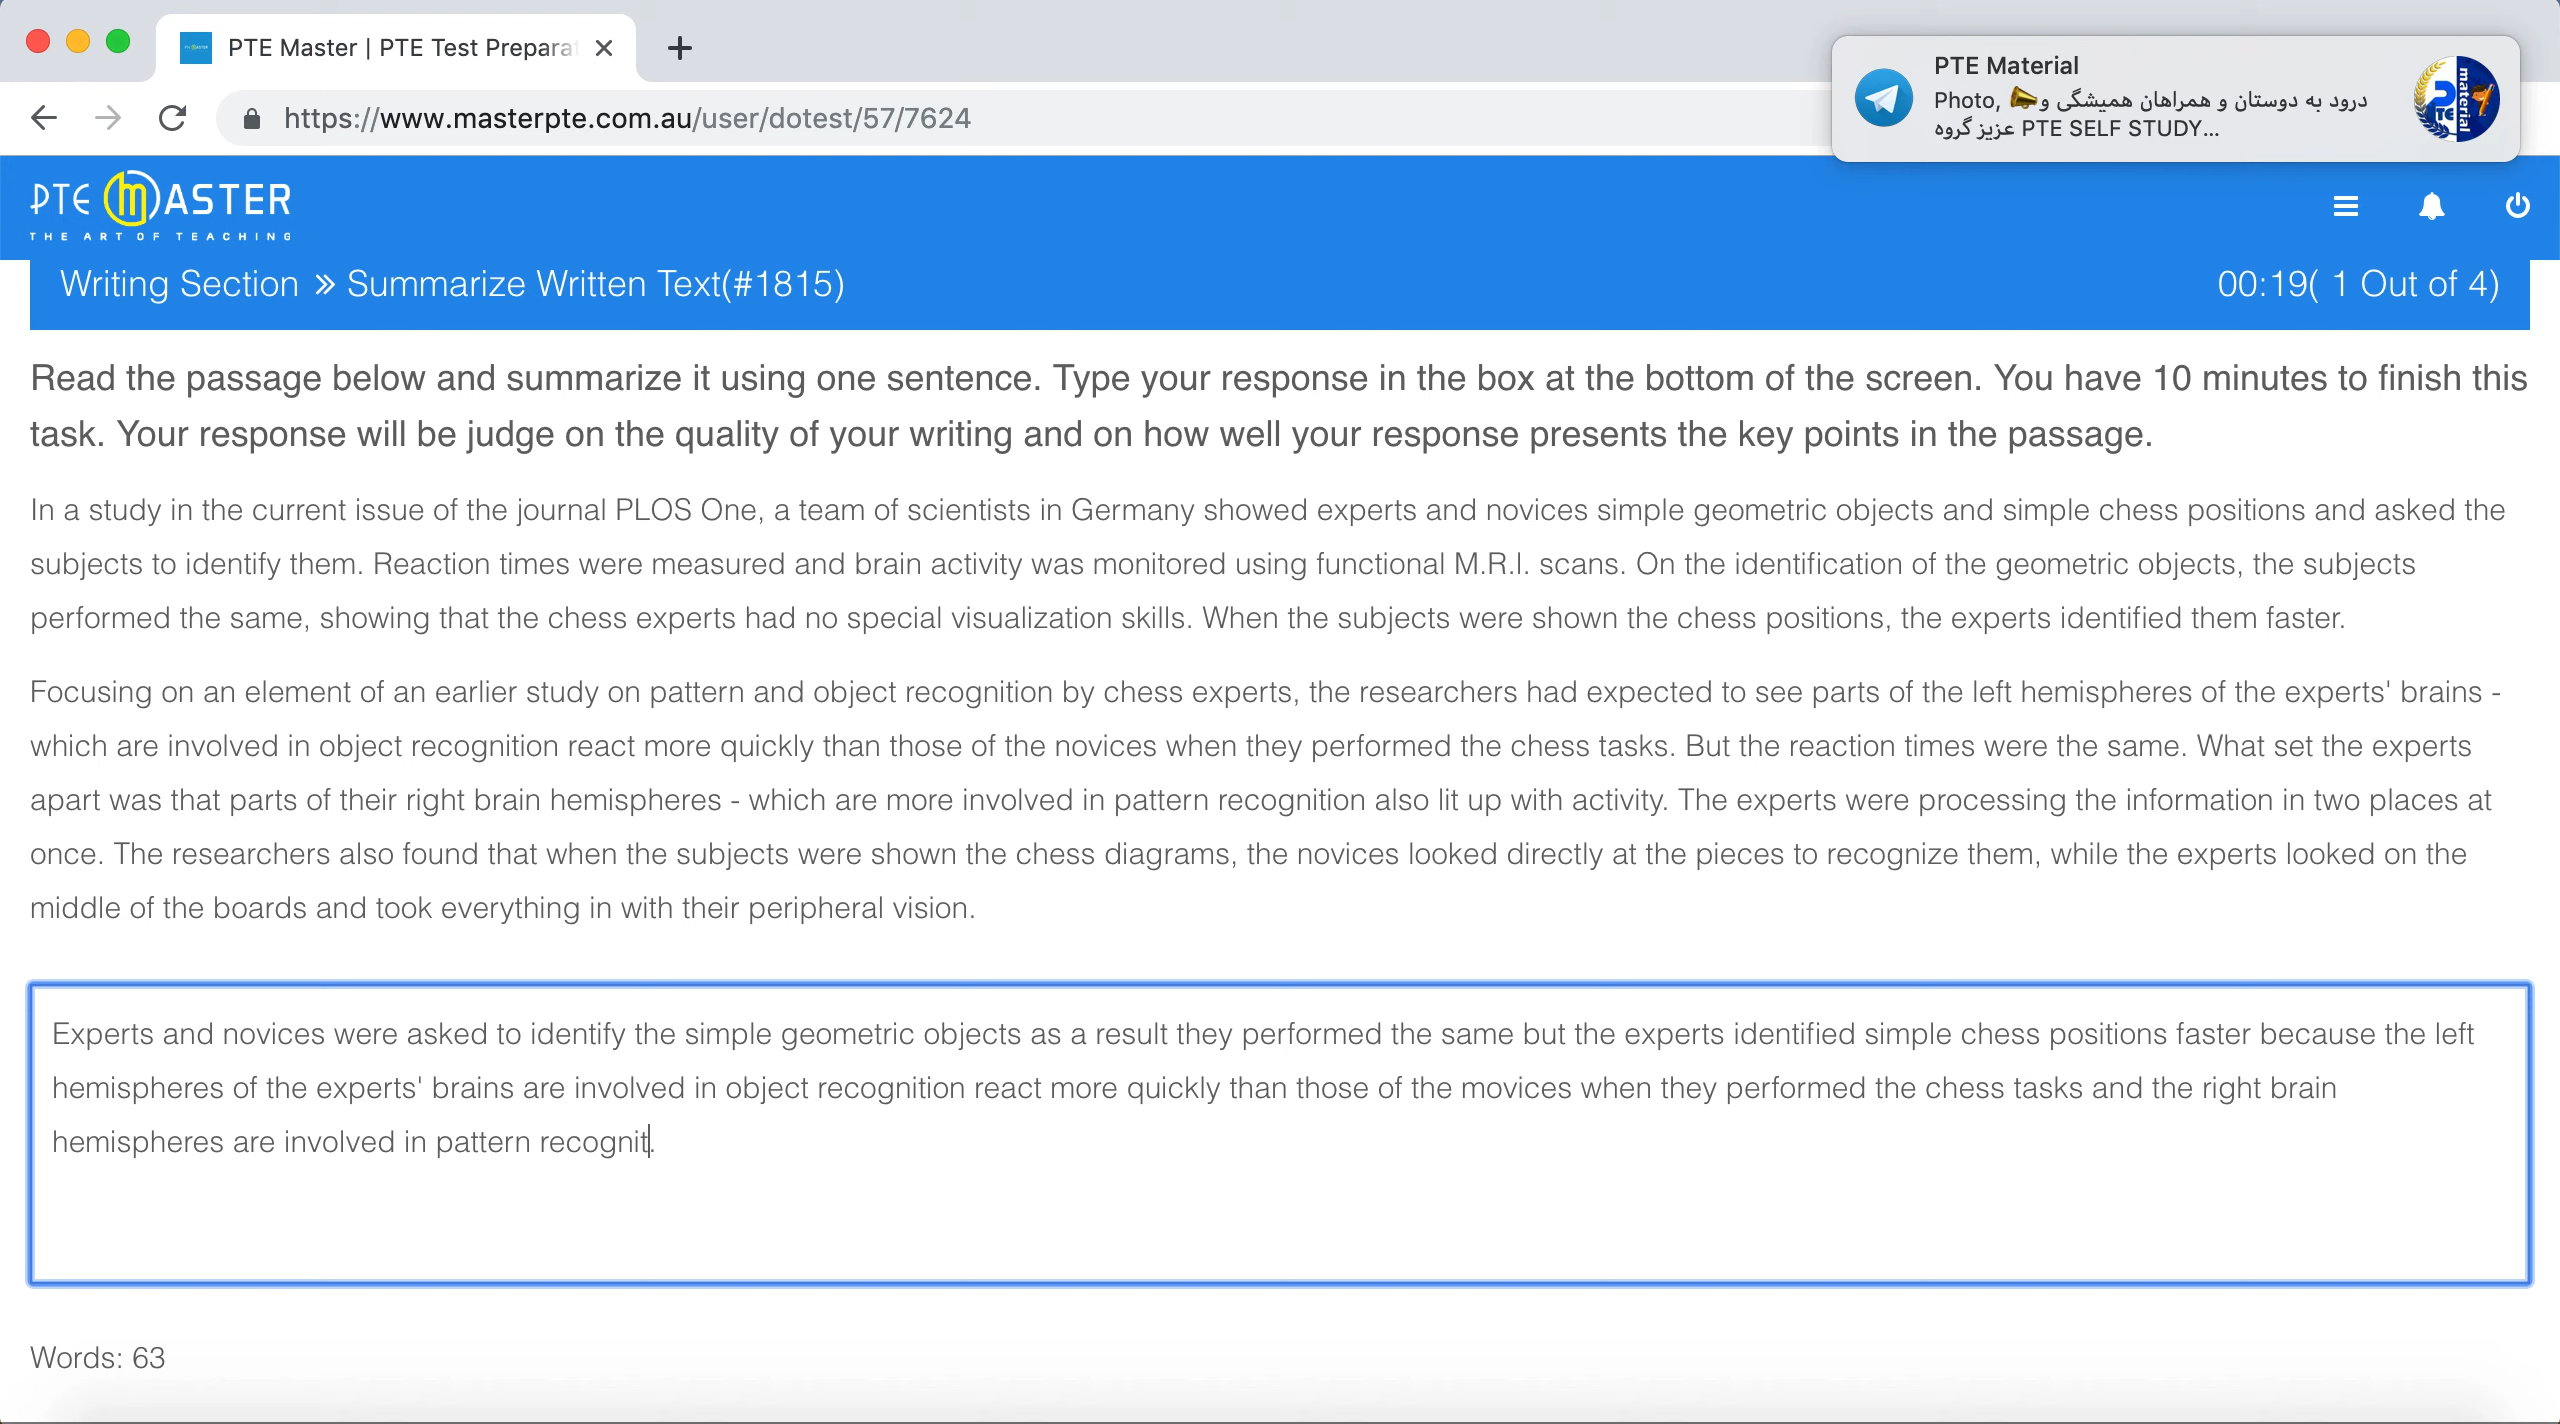 PTE Master | PTE Test Prepara
https://www.masterpte.com.au/user/dotest/57/7624
PTE Material
Photo, 📣درود به دوستان و همراهان همیشگی و
عزیز گروه PTE SELF STUDY...
PTE MASTER
THE ART OF TEACHING
Writing Section » Summarize Written Text(#1815)
00:19( 1 Out of 4)
Read the passage below and summarize it using one sentence. Type your response in the box at the bottom of the screen. You have 10 minutes to finish this
task. Your response will be judge on the quality of your writing and on how well your response presents the key points in the passage.
In a study in the current issue of the journal PLOS One, a team of scientists in Germany showed experts and novices simple geometric objects and simple chess positions and asked the
subjects to identify them. Reaction times were measured and brain activity was monitored using functional M.R.I. scans. On the identification of the geometric objects, the subjects
performed the same, showing that the chess experts had no special visualization skills. When the subjects were shown the chess positions, the experts identified them faster.
Focusing on an element of an earlier study on pattern and object recognition by chess experts, the researchers had expected to see parts of the left hemispheres of the experts' brains -
which are involved in object recognition react more quickly than those of the novices when they performed the chess tasks. But the reaction times were the same. What set the experts
apart was that parts of their right brain hemispheres - which are more involved in pattern recognition also lit up with activity. The experts were processing the information in two places at
once. The researchers also found that when the subjects were shown the chess diagrams, the novices looked directly at the pieces to recognize them, while the experts looked on the
middle of the boards and took everything in with their peripheral vision.
Experts and novices were asked to identify the simple geometric objects as a result they performed the same but the experts identified simple chess positions faster because the left
hemispheres of the experts' brains are involved in object recognition react more quickly than those of the movices when they performed the chess tasks and the right brain
hemispheres are involved in pattern recognit.
Words: 63